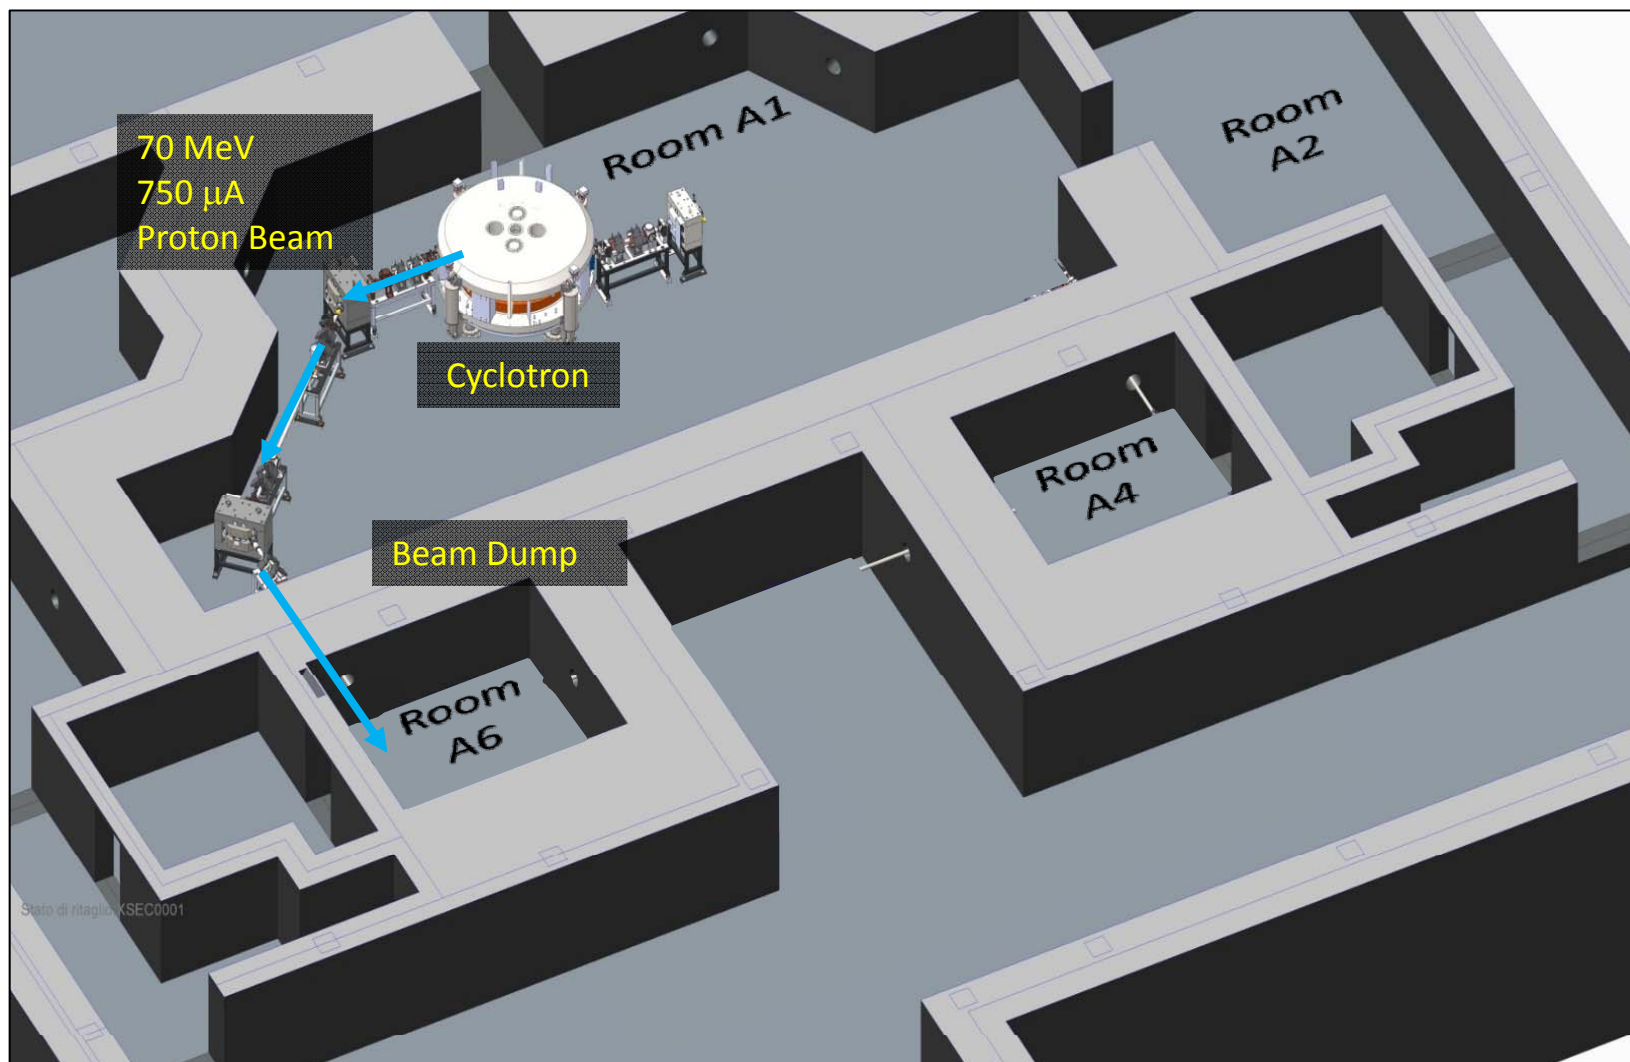 Room A1
Room
A2
70 MeV
750 μA
Proton Beam
Cyclotron
Room
A4
Beam Dump
Room
A6
Stato di ritaglio:XSEC0001